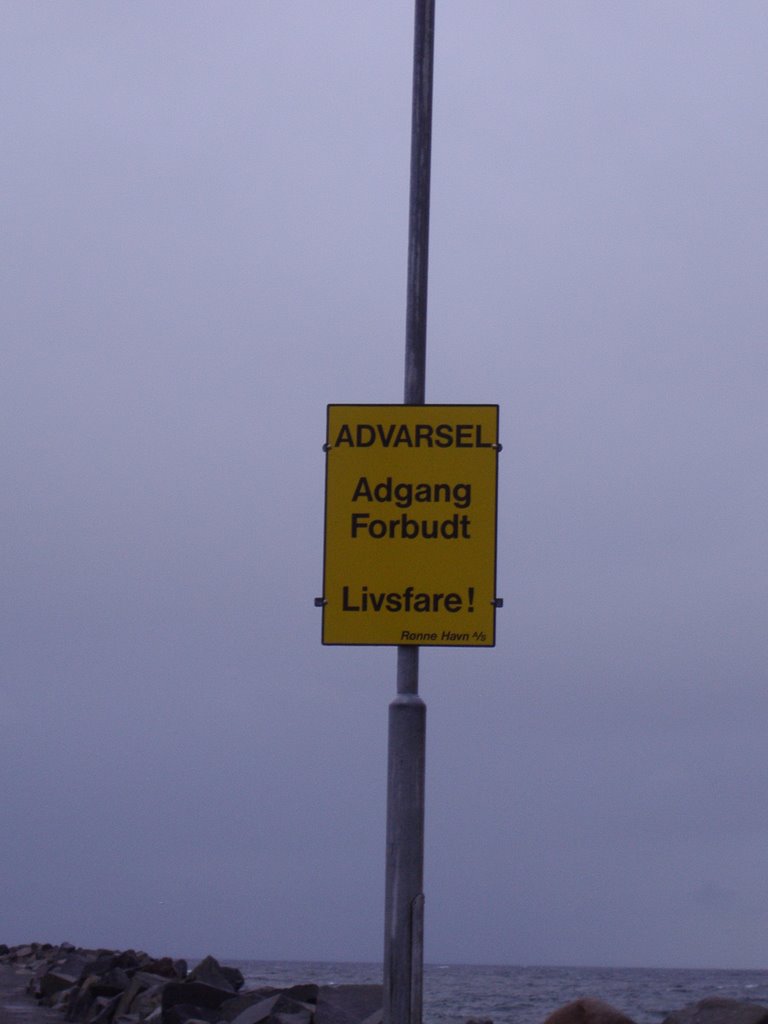 ADVARSEL
Adgang
Forbudt
Livsfare!
Rønne Havn A/S